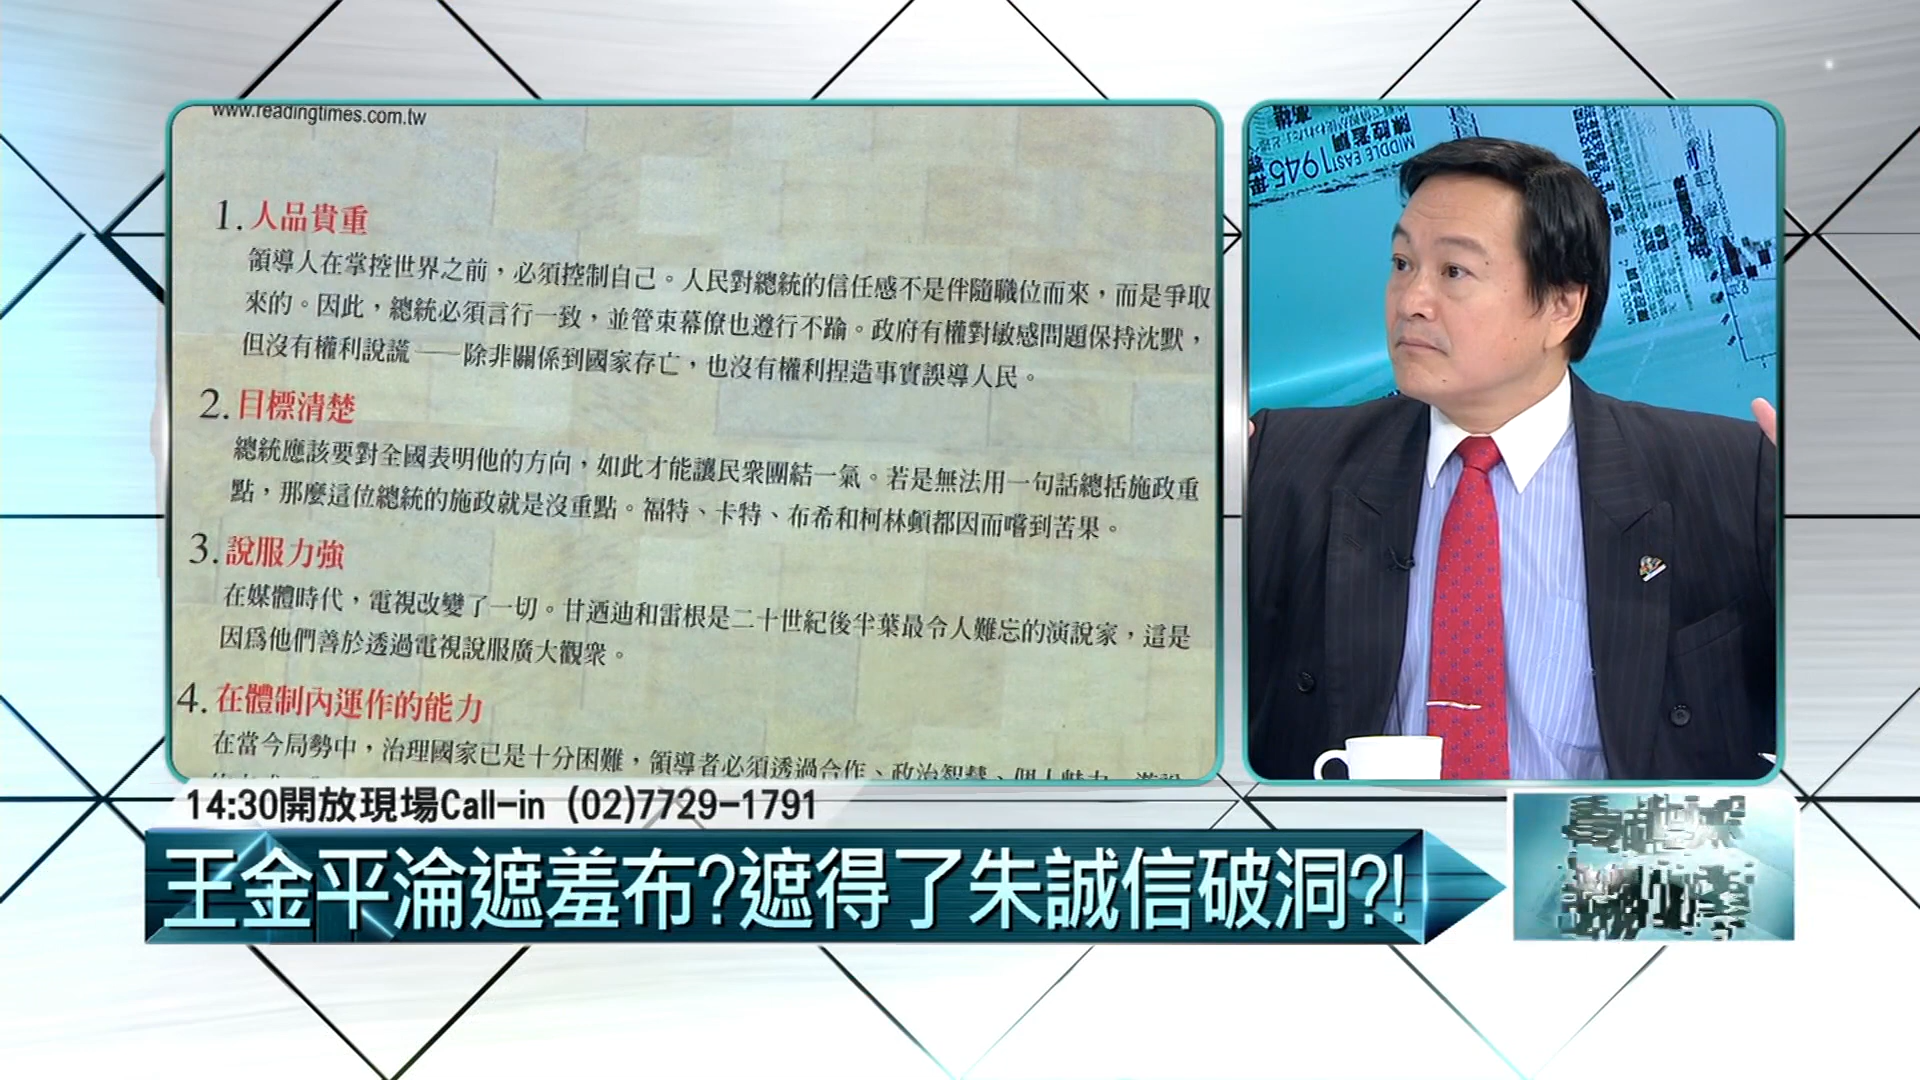 www.readingtimes.com.tw
1.人品貴重
領導人在掌控世界之前，必須控制自己。人民對總統的信任感不是伴隨職位而來，而是爭取
來的。因此，總統必須言行一致，並管束幕僚也遵行不踰。政府有權對敏感問題保持沈默，
但沒有權利說謊——除非關係到國家存亡，也沒有權利捏造事實誤導人民。
2.目標清楚
總統應該要對全國表明他的方向，如此才能讓民眾團結一氣。若是無法用一句話總括施政重
點，那麼這位總統的施政就是沒重點。福特、卡特、布希和柯林頓都因而嚐到苦果。
3.說服力強
在媒體時代，電視改變了一切。甘迺迪和雷根是二十世紀後半葉最令人難忘的演說家，這是
因爲他們善於透過電視說服廣大觀眾。
4.在體制內運作的能力
在當今局勢中，治理國家已是十分困難，領導者必須透過合作、政治智慧、個人魅力、游說
MIDDLE EAST
1945
14:30開放現場Call-in (02)7729-1791
王金平淪遮羞布?遮得了朱誠信破洞?!